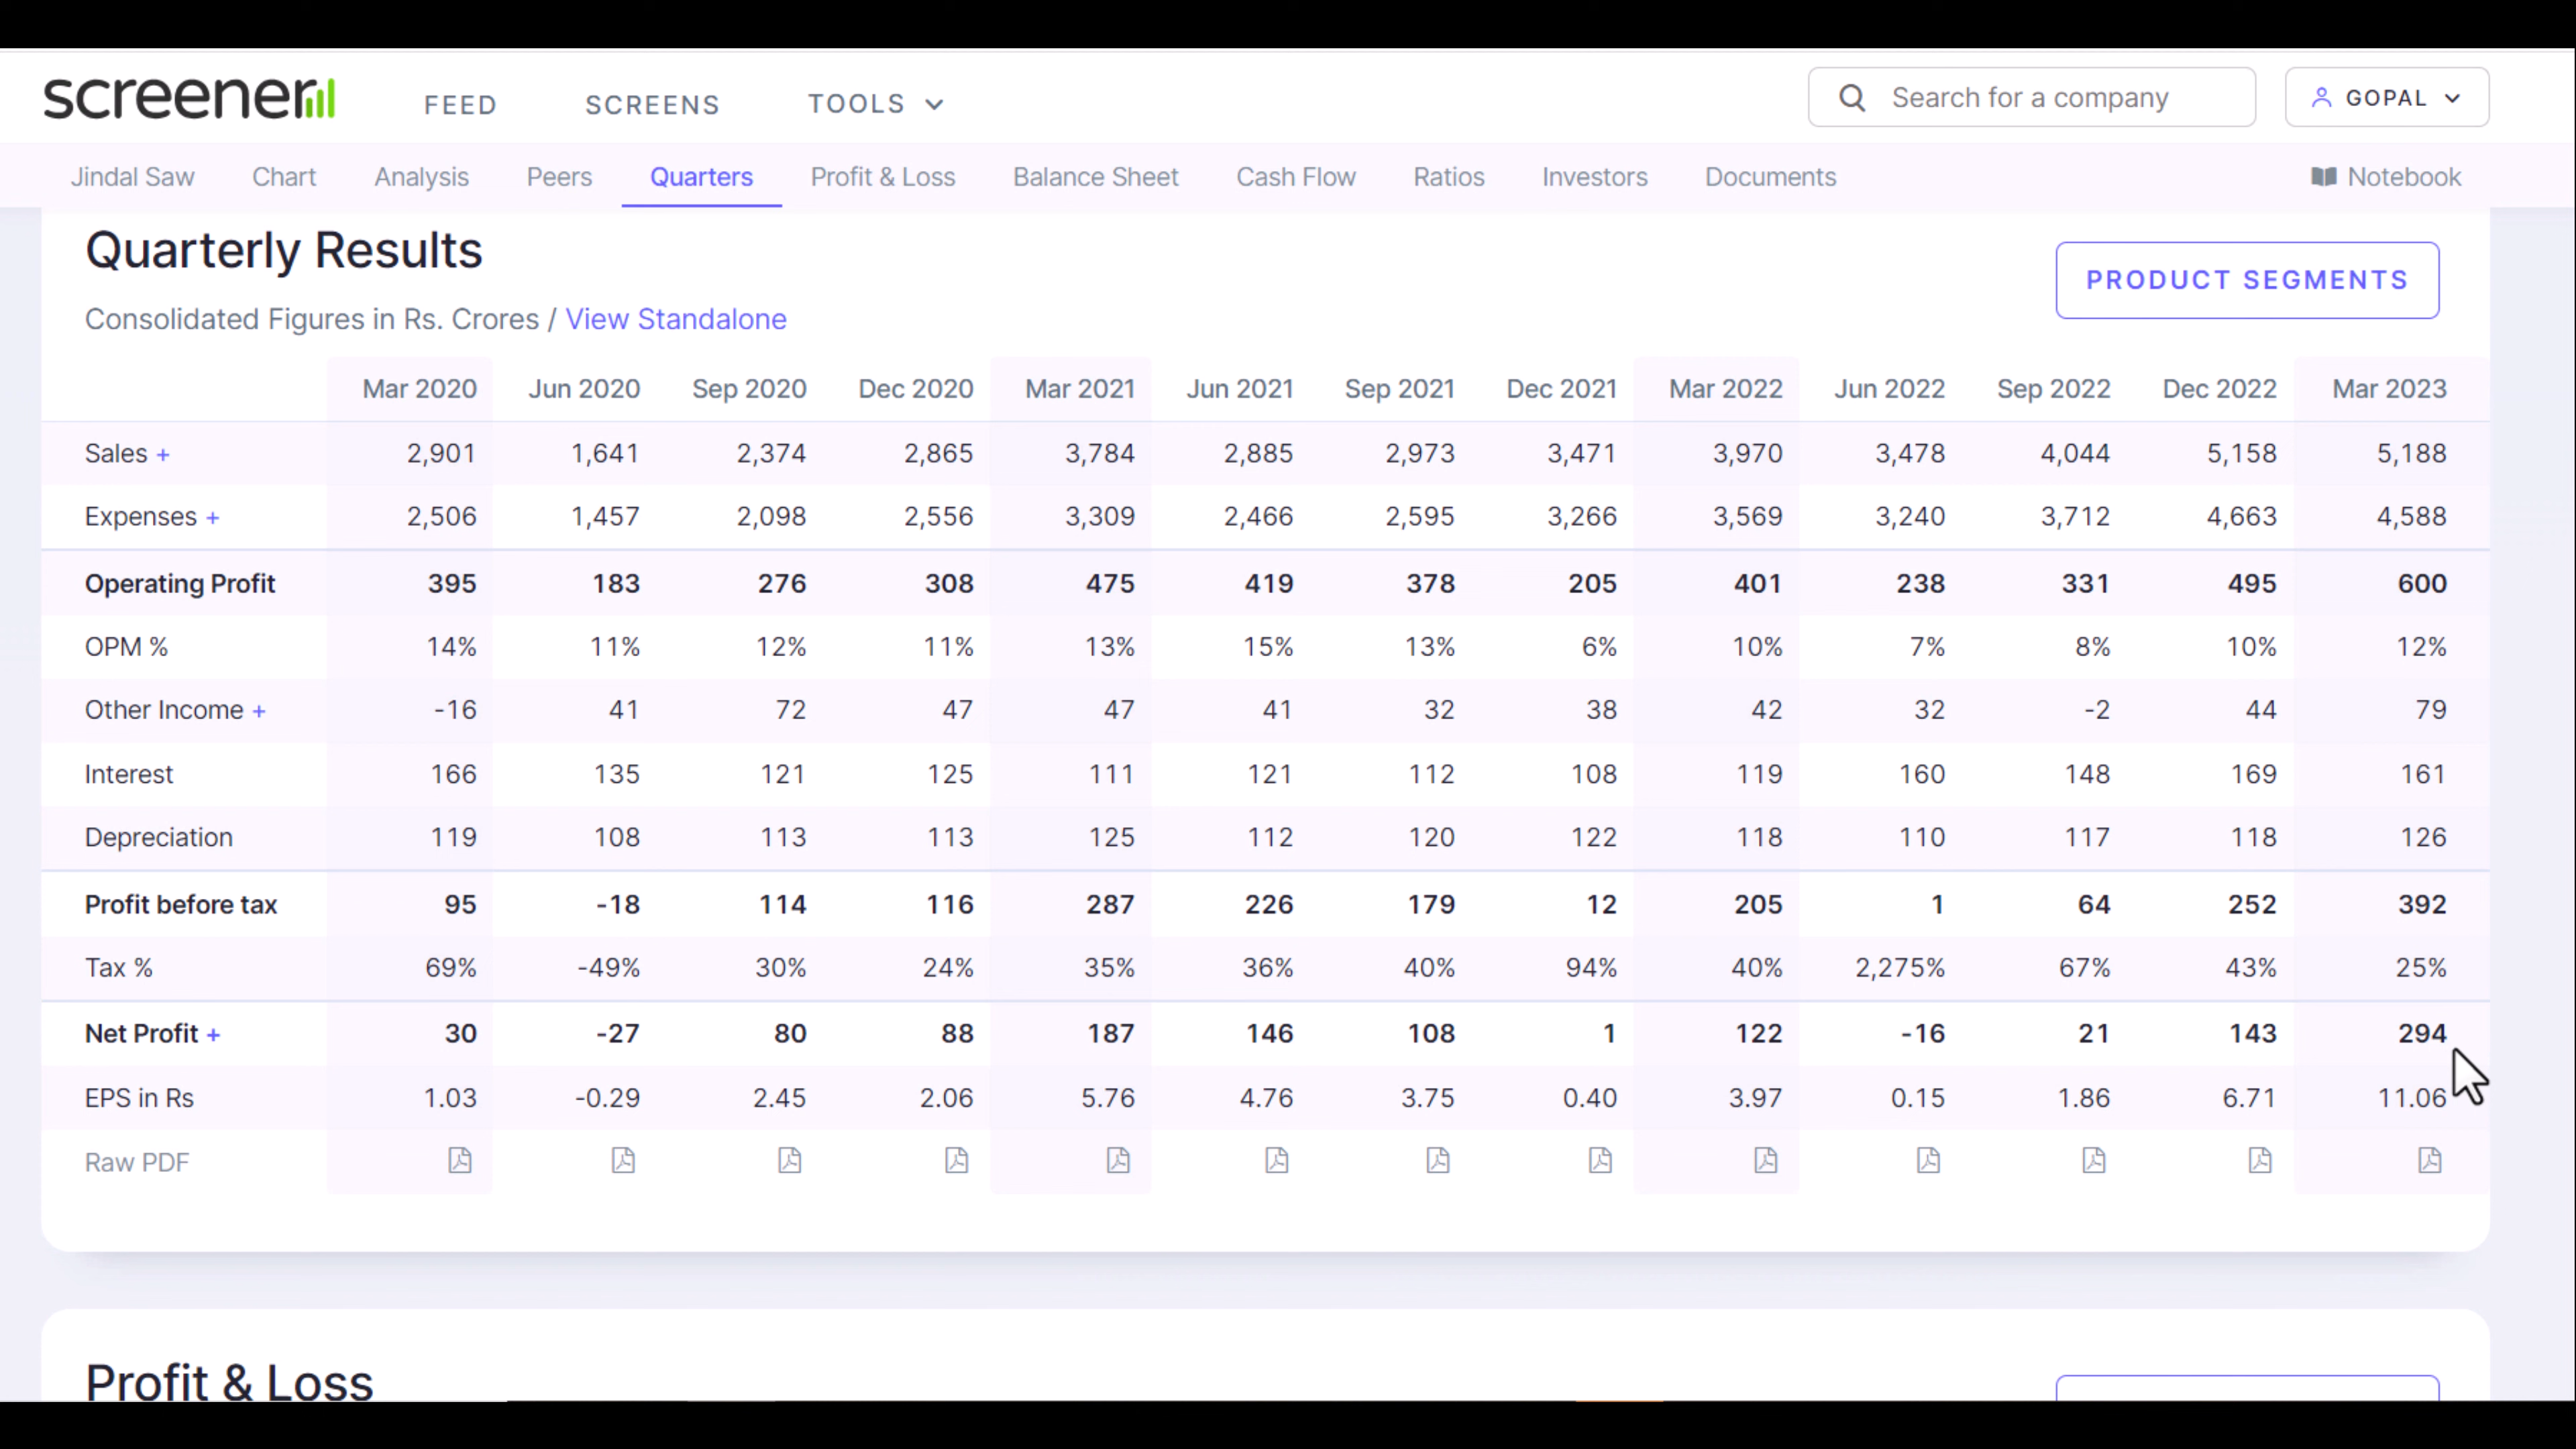 screener FEED SCREENS TOOLS Search for a company GOPAL
Jindal Saw Chart Analysis Peers Quarters Profit & Loss Balance Sheet Cash Flow Ratios Investors Documents Notebook
Quarterly Results
PRODUCT SEGMENTS
Consolidated Figures in Rs. Crores / View Standalone
Mar 2020 Jun 2020 Sep 2020 Dec 2020 Mar 2021 Jun 2021 Sep 2021 Dec 2021 Mar 2022 Jun 2022 Sep 2022 Dec 2022 Mar 2023
Sales + 2,901 1,641 2,374 2,865 3,784 2,885 2,973 3,471 3,970 3,478 4,044 5,158 5,188
Expenses + 2,506 1,457 2,098 2,556 3,309 2,466 2,595 3,266 3,569 3,240 3,712 4,663 4,588
Operating Profit 395 183 276 308 475 419 378 205 401 238 331 495 600
OPM % 14% 11% 12% 11% 13% 15% 13% 6% 10% 7% 8% 10% 12%
Other Income + -16 41 72 47 47 41 32 38 42 32 -2 44 79
Interest 166 135 121 125 111 121 112 108 119 160 148 169 161
Depreciation 119 108 113 113 125 112 120 122 118 110 117 118 126
Profit before tax 95 -18 114 116 287 226 179 12 205 1 64 252 392
Tax % 69% -49% 30% 24% 35% 36% 40% 94% 40% 2,275% 67% 43% 25%
Net Profit + 30 -27 80 88 187 146 108 1 122 -16 21 143 294
EPS in Rs 1.03 -0.29 2.45 2.06 5.76 4.76 3.75 0.40 3.97 0.15 1.86 6.71 11.06
Raw PDF
Profit & Loss